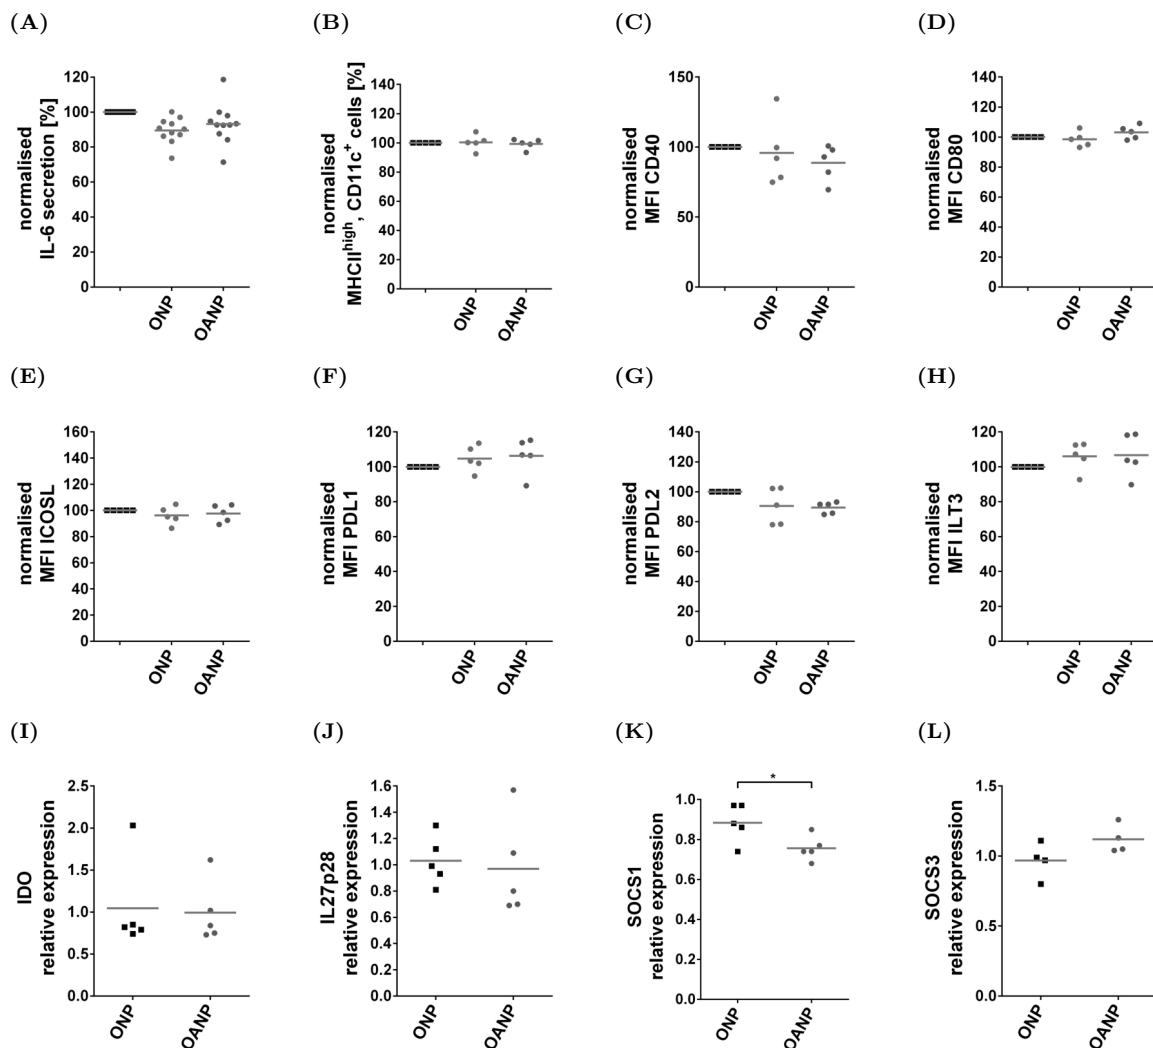 (A)
(B)
(C)
(D)
normalised
IL-6 secretion [%]
120
100
80
60
40
20
0
ONP
OANP
normalised
MHCII^high, CD11c⁺ cells [%]
140
120
100
80
60
40
20
0
ONP
OANP
normalised
MFI CD40
150
100
50
0
ONP
OANP
normalised
MFI CD80
140
120
100
80
60
40
20
0
ONP
OANP
(E)
(F)
(G)
(H)
normalised
MFI ICOSL
160
140
120
100
80
60
40
20
0
ONP
OANP
normalised
MFI PDL1
120
100
80
60
40
20
0
ONP
OANP
normalised
MFI PDL2
140
120
100
80
60
40
20
0
ONP
OANP
normalised
MFI ILT3
120
100
80
60
40
20
0
ONP
OANP
(I)
(J)
(K)
(L)
IDO
relative expression
2.5
2.0
1.5
1.0
0.5
0.0
ONP
OANP
IL27p28
relative expression
1.6
1.4
1.2
1.0
0.8
0.6
0.4
0.2
0.0
ONP
OANP
SOCS1
relative expression
*
1.0
0.8
0.6
0.4
0.2
0.0
ONP
OANP
SOCS3
relative expression
1.5
1.0
0.5
0.0
ONP
OANP